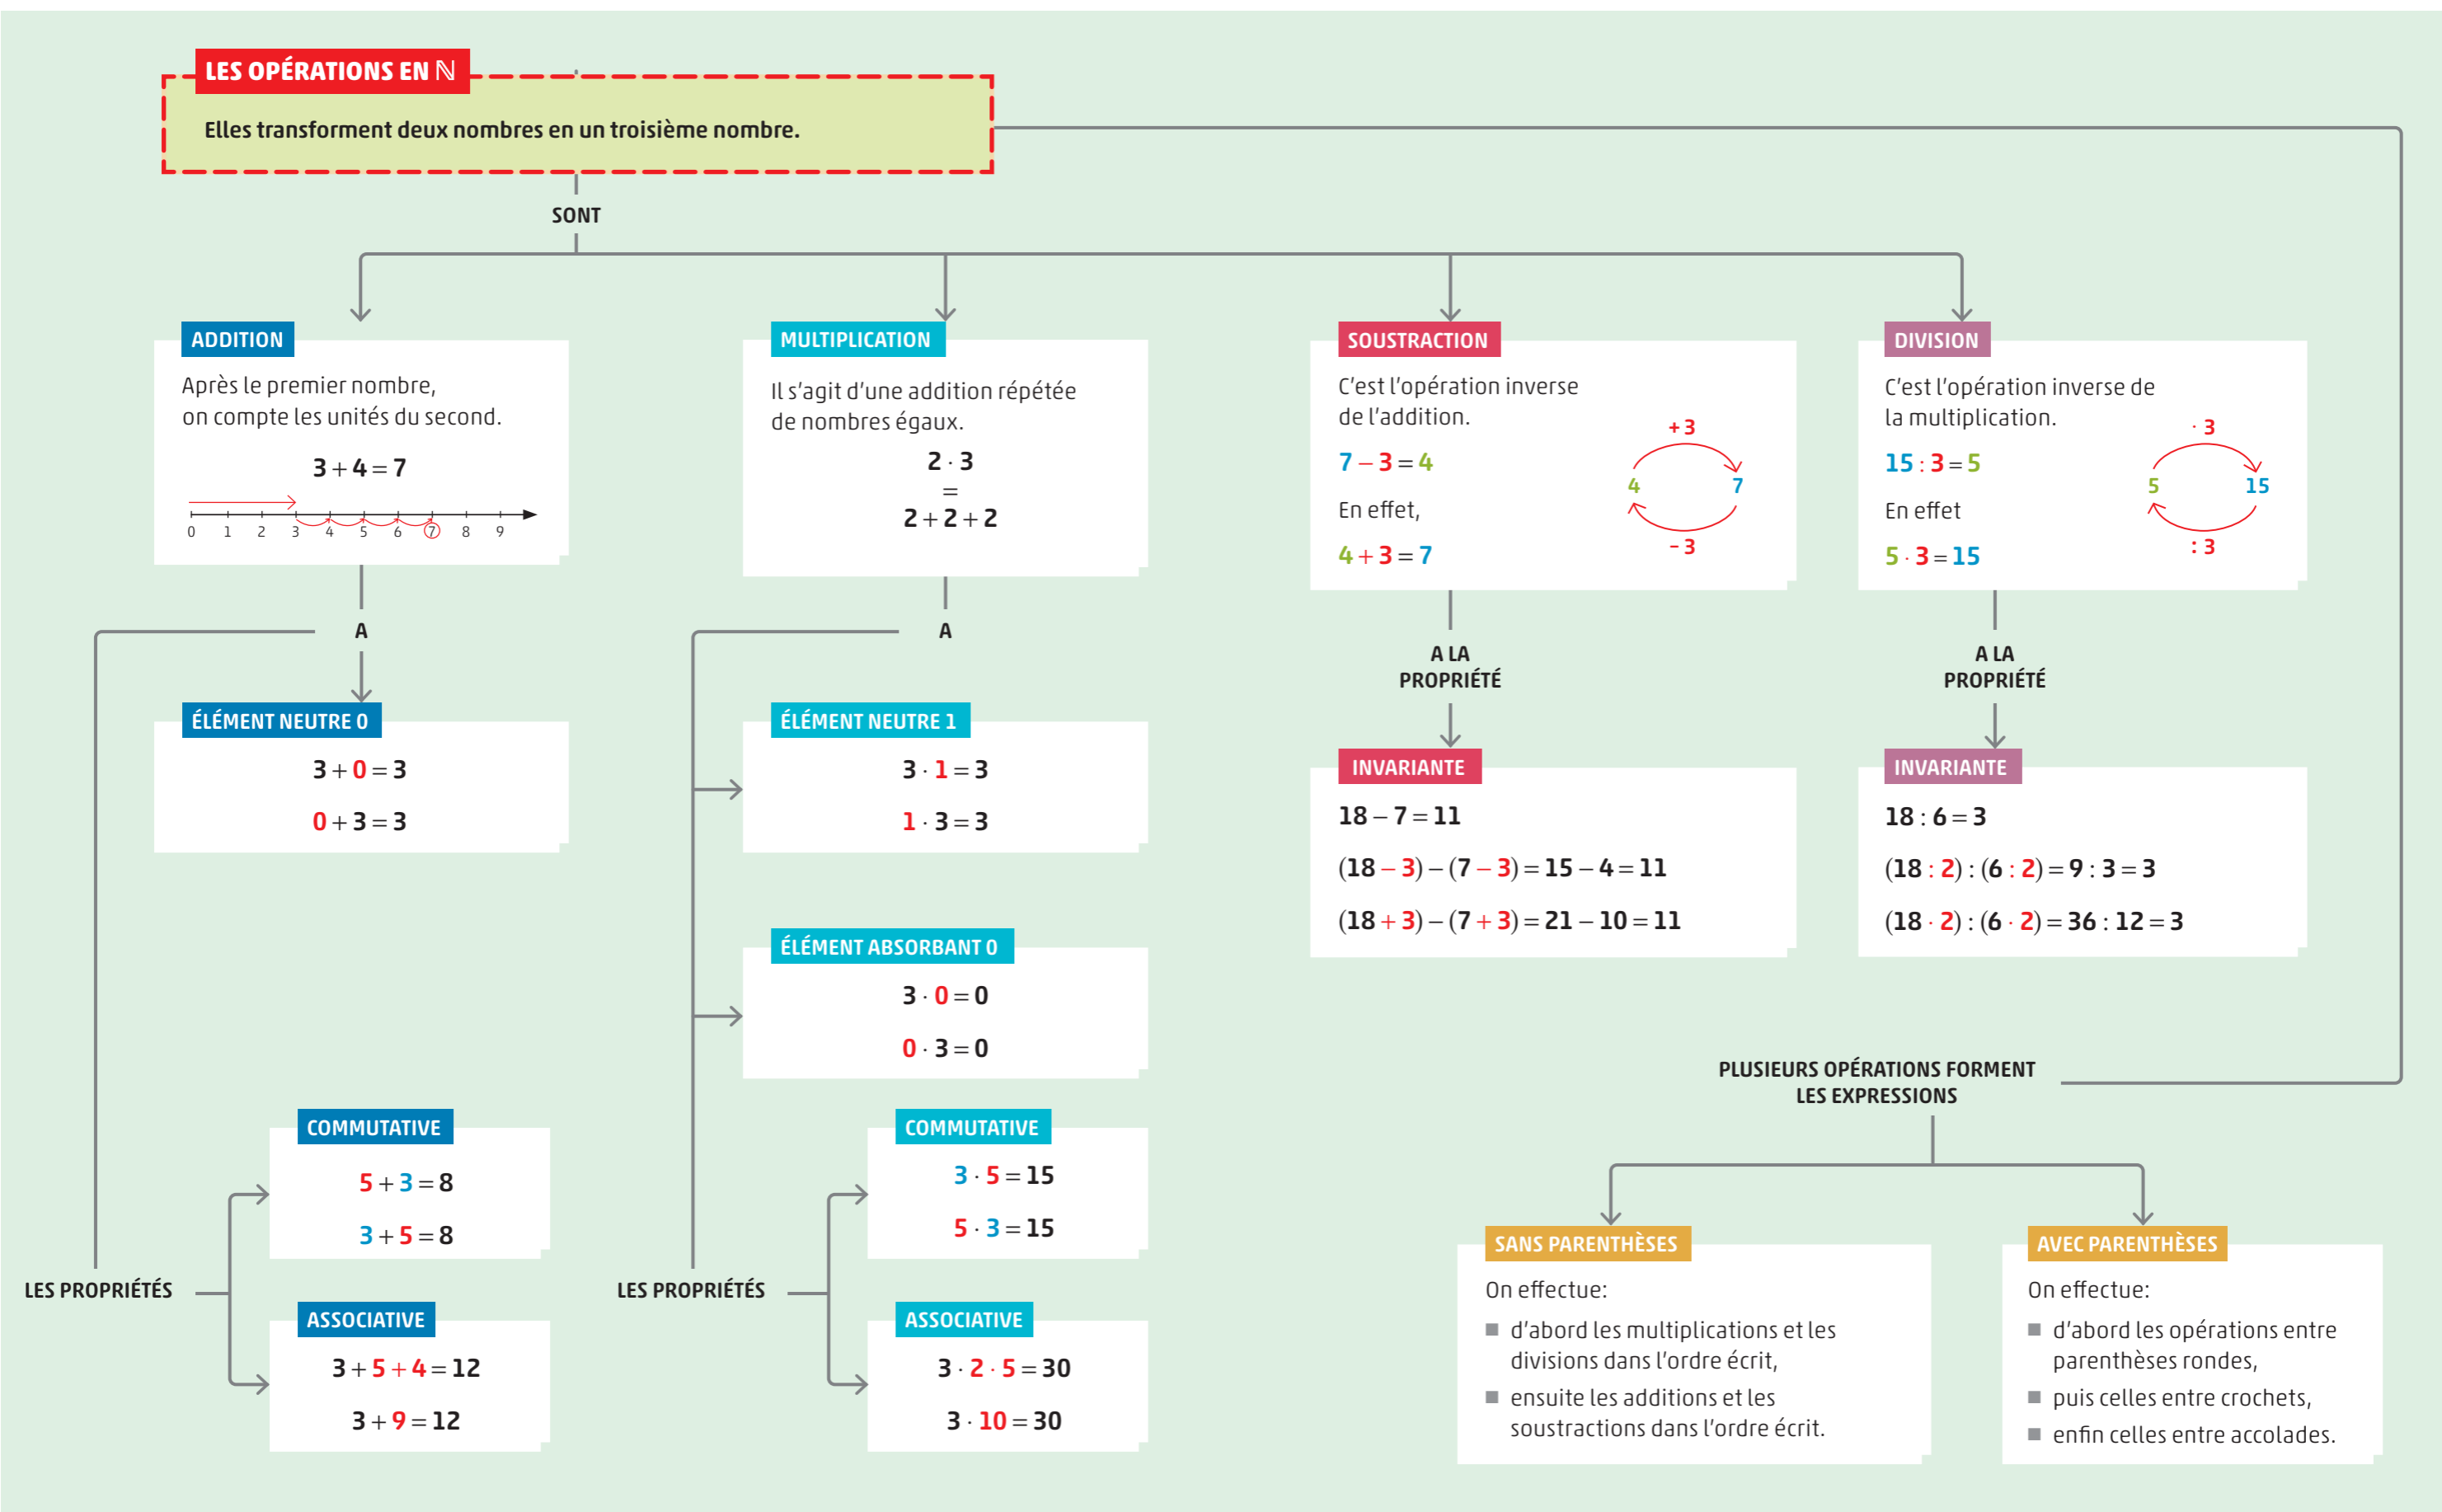 LES OPÉRATIONS EN ℕ
Elles transforment deux nombres en un troisième nombre.
SONT
ADDITION
Après le premier nombre,
on compte les unités du second.
3 + 4 = 7
0 1 2 3 4 5 6 7 8 9
MULTIPLICATION
Il s'agit d'une addition répétée
de nombres égaux.
2 · 3
=
2 + 2 + 2
SOUSTRACTION
C'est l'opération inverse
de l'addition.
7 – 3 = 4
En effet,
4 + 3 = 7
+ 3
4 7
– 3
DIVISION
C'est l'opération inverse de
la multiplication.
15 : 3 = 5
En effet
5 · 3 = 15
· 3
5 15
: 3
A
ÉLÉMENT NEUTRE 0
3 + 0 = 3
0 + 3 = 3
LES PROPRIÉTÉS
COMMUTATIVE
5 + 3 = 8
3 + 5 = 8
ASSOCIATIVE
3 + 5 + 4 = 12
3 + 9 = 12
A
ÉLÉMENT NEUTRE 1
3 · 1 = 3
1 · 3 = 3
ÉLÉMENT ABSORBANT 0
3 · 0 = 0
0 · 3 = 0
LES PROPRIÉTÉS
COMMUTATIVE
3 · 5 = 15
5 · 3 = 15
ASSOCIATIVE
3 · 2 · 5 = 30
3 · 10 = 30
A LA
PROPRIÉTÉ
INVARIANTE
18 – 7 = 11
(18 – 3) – (7 – 3) = 15 – 4 = 11
(18 + 3) – (7 + 3) = 21 – 10 = 11
A LA
PROPRIÉTÉ
INVARIANTE
18 : 6 = 3
(18 : 2) : (6 : 2) = 9 : 3 = 3
(18 · 2) : (6 · 2) = 36 : 12 = 3
PLUSIEURS OPÉRATIONS FORMENT
LES EXPRESSIONS
SANS PARENTHÈSES
On effectue:
■ d'abord les multiplications et les
divisions dans l'ordre écrit,
■ ensuite les additions et les
soustractions dans l'ordre écrit.
AVEC PARENTHÈSES
On effectue:
■ d'abord les opérations entre
parenthèses rondes,
■ puis celles entre crochets,
■ enfin celles entre accolades.